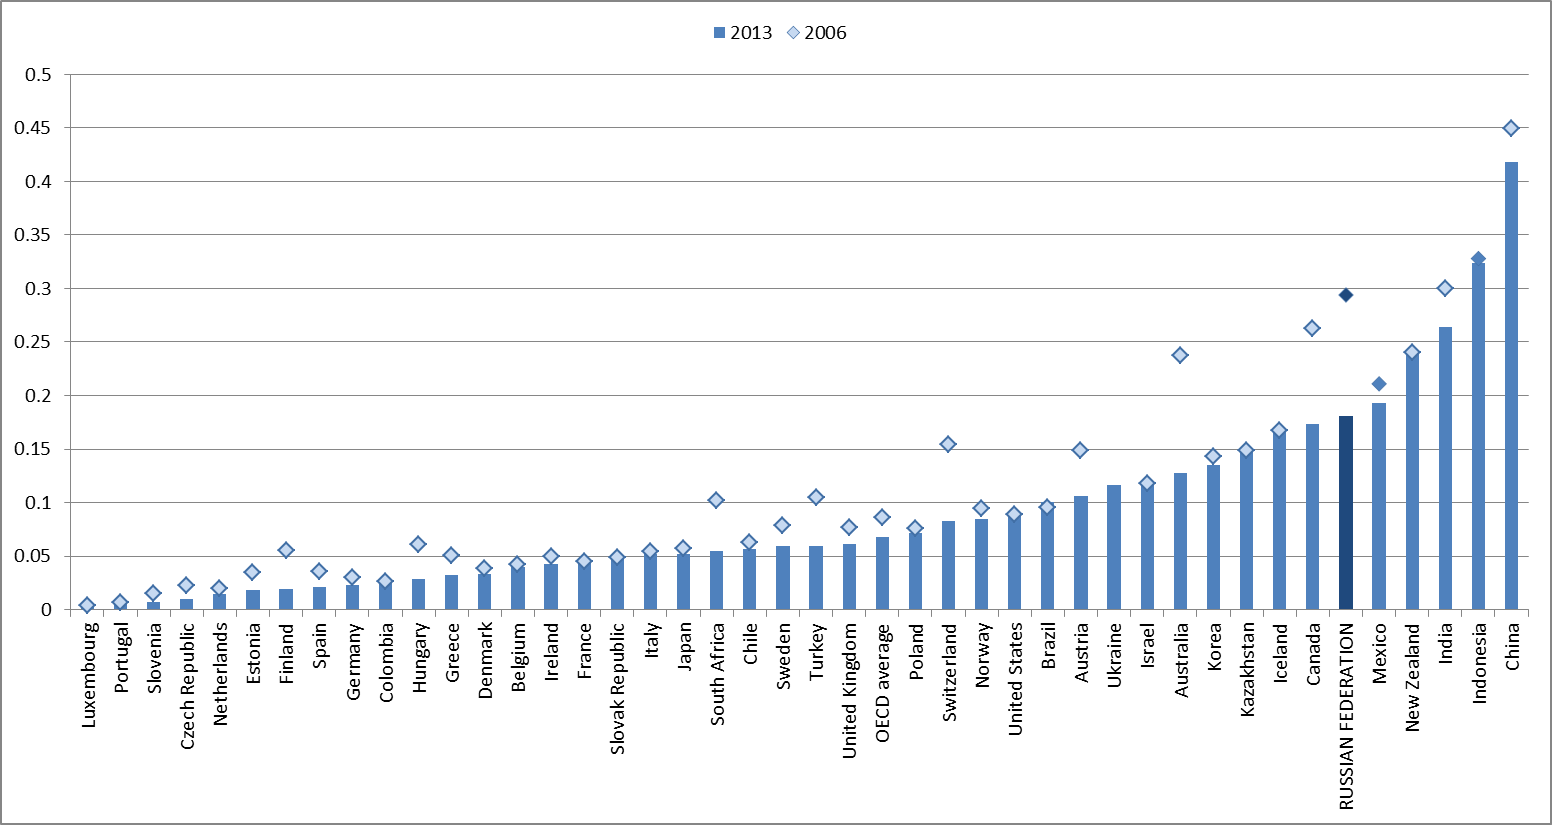 2013 2006
0.5
0.45
0.4
0.35
0.3
0.25
0.2
0.15
0.1
0.05
0
Luxembourg
Portugal
Slovenia
Czech Republic
Netherlands
Estonia
Finland
Spain
Germany
Colombia
Hungary
Greece
Denmark
Belgium
Ireland
France
Slovak Republic
Italy
Japan
South Africa
Chile
Sweden
Turkey
United Kingdom
OECD average
Poland
Switzerland
Norway
United States
Brazil
Austria
Ukraine
Israel
Australia
Korea
Kazakhstan
Iceland
Canada
RUSSIAN FEDERATION
Mexico
New Zealand
India
Indonesia
China